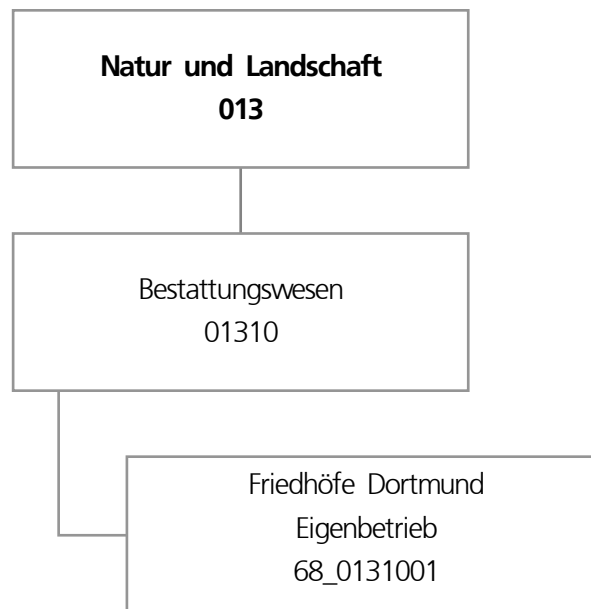 Natur und Landschaft
013
Bestattungswesen
01310
Friedhöfe Dortmund
Eigenbetrieb
68_0131001